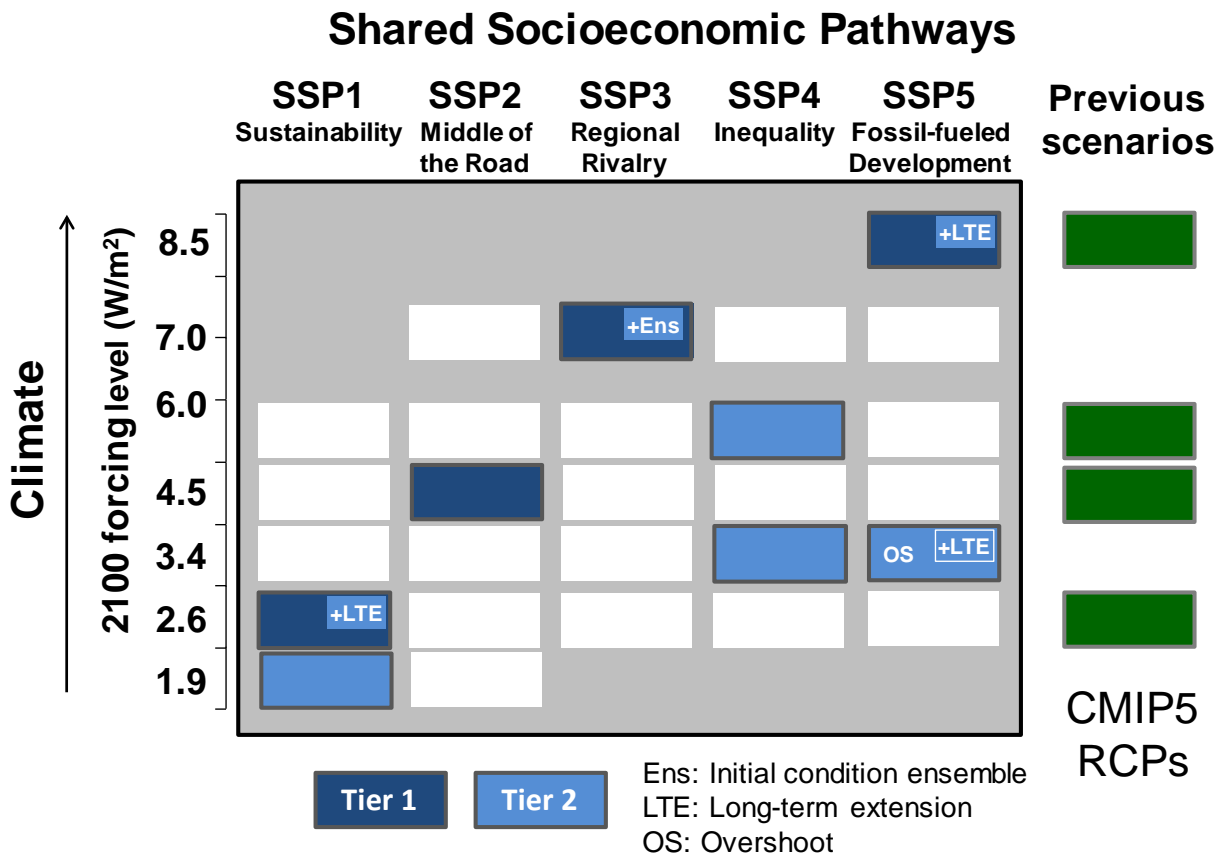 Shared Socioeconomic Pathways
SSP1 SSP2 SSP3 SSP4 SSP5
Sustainability
Middle of
the Road
Regional
Rivalry
Inequality
Fossil-fueled
Development
Previous
scenarios
Climate
2100 forcing level (W/m²)
8.5
+LTE
7.0
+Ens
6.0
4.5
3.4
OS +LTE
2.6
+LTE
1.9
CMIP5
RCPs
Tier 1 Tier 2
Ens: Initial condition ensemble
LTE: Long-term extension
OS: Overshoot